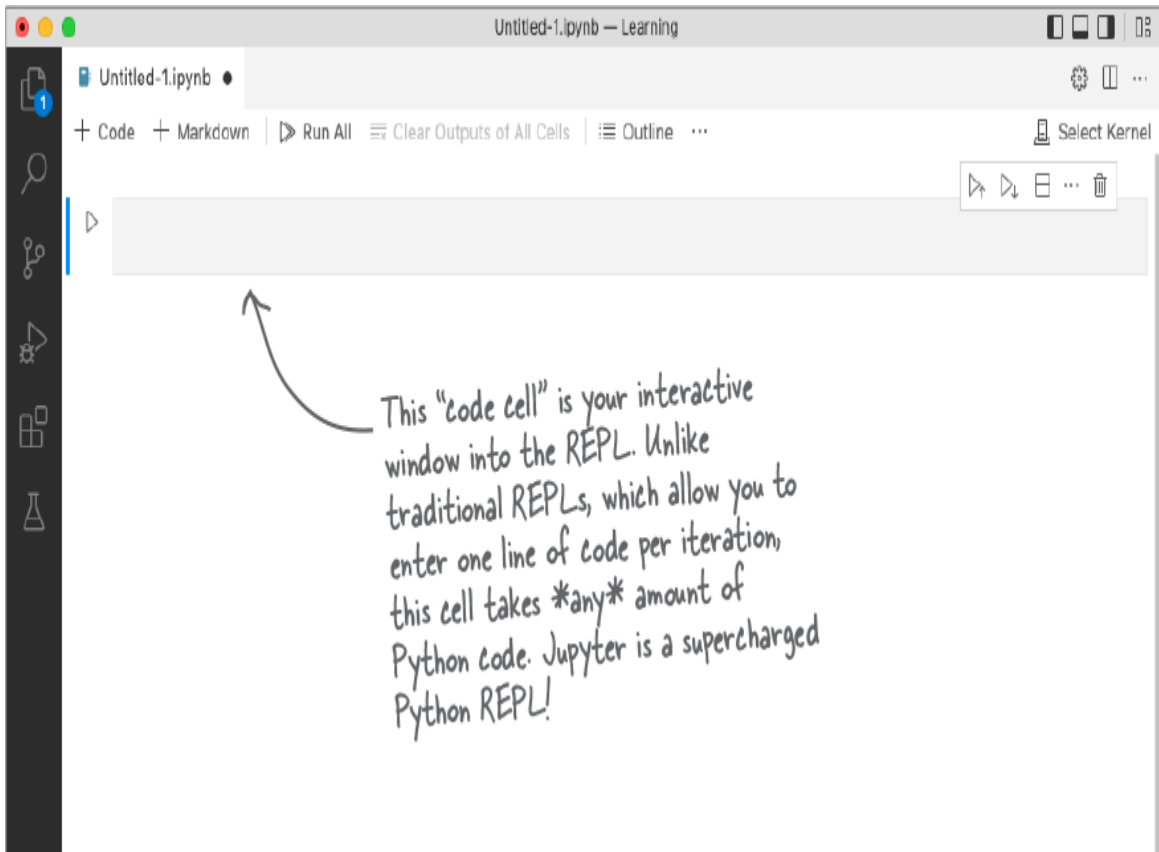 Untitled-1.ipynb — Learning
1
Untitled-1.ipynb
+ Code + Markdown Run All Clear Outputs of All Cells Outline ... Select Kernel
This “code cell” is your interactive
window into the REPL. Unlike
traditional REPLs, which allow you to
enter one line of code per iteration,
this cell takes *any* amount of
Python code. Jupyter is a supercharged
Python REPL!